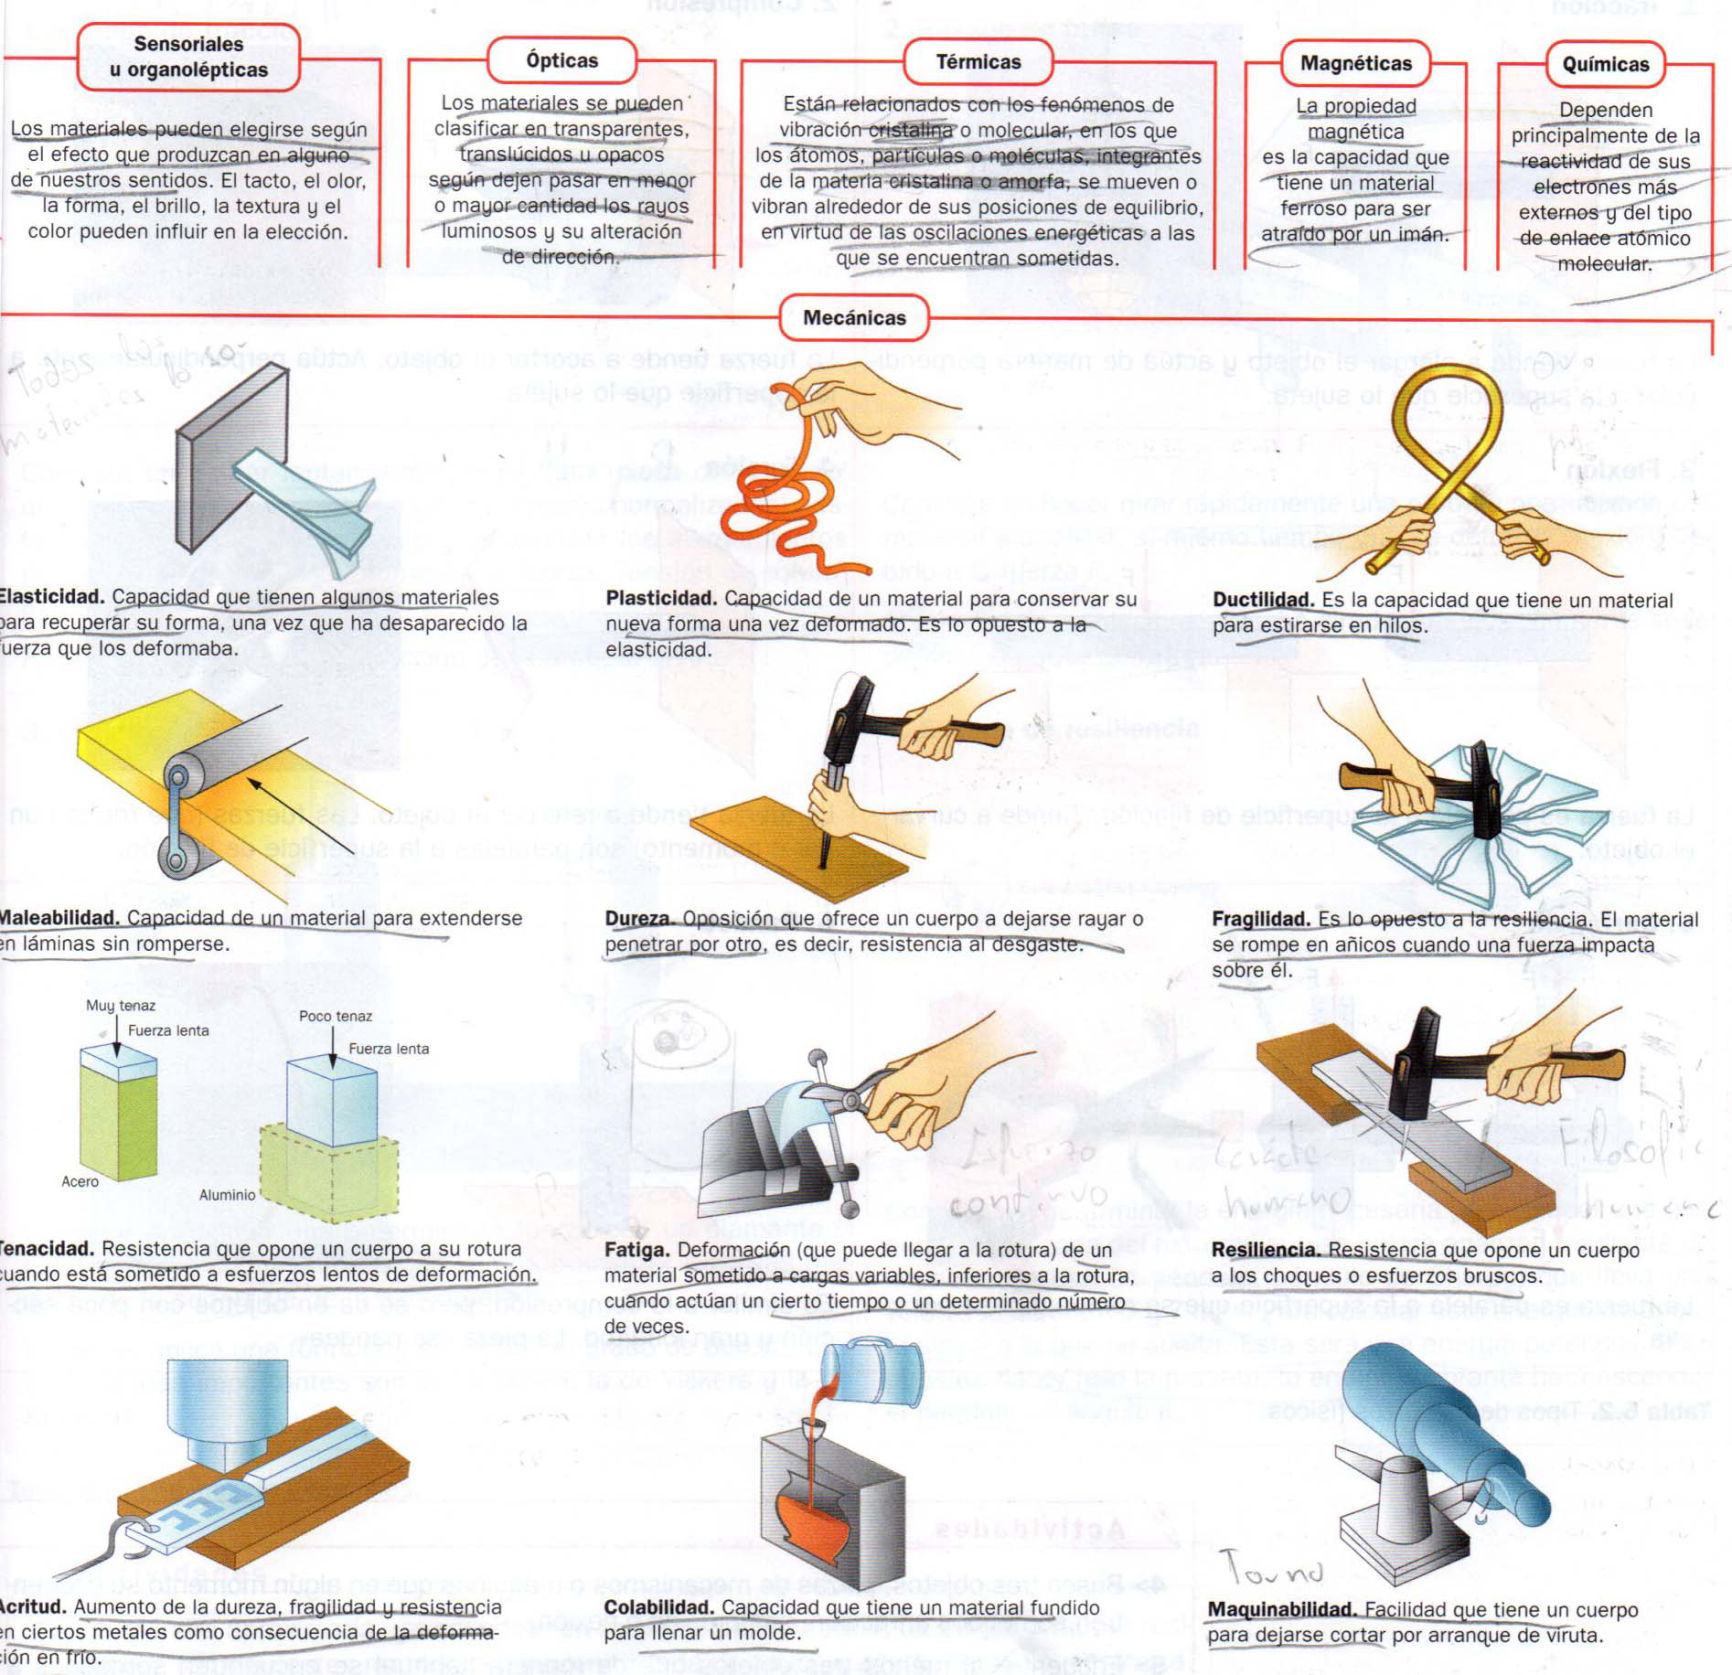 Sensoriales
u organolépticas
Los materiales pueden elegirse según
el efecto que produzcan en alguno
de nuestros sentidos. El tacto, el olor,
la forma, el brillo, la textura y el
color pueden influir en la elección.
Ópticas
Los materiales se pueden
clasificar en transparentes,
translúcidos u opacos
según dejen pasar en menor
o mayor cantidad los rayos
luminosos y su alteración
de dirección.
Térmicas
Están relacionados con los fenómenos de
vibración cristalina o molecular, en los que
los átomos, partículas o moléculas, integrantes
de la materia cristalina o amorfa, se mueven o
vibran alrededor de sus posiciones de equilibrio,
en virtud de las oscilaciones energéticas a las
que se encuentran sometidas.
Magnéticas
La propiedad
magnética
es la capacidad que
tiene un material
ferroso para ser
atraído por un imán.
Químicas
Dependen
principalmente de la
reactividad de sus
electrones más
externos y del tipo
de enlace atómico
molecular.
Mecánicas
Elasticidad. Capacidad que tienen algunos materiales
para recuperar su forma, una vez que ha desaparecido la
fuerza que los deformaba.
Plasticidad. Capacidad de un material para conservar su
nueva forma una vez deformado. Es lo opuesto a la
elasticidad.
Ductilidad. Es la capacidad que tiene un material
para estirarse en hilos.
Maleabilidad. Capacidad de un material para extenderse
en láminas sin romperse.
Dureza. Oposición que ofrece un cuerpo a dejarse rayar o
penetrar por otro, es decir, resistencia al desgaste.
Fragilidad. Es lo opuesto a la resiliencia. El material
se rompe en añicos cuando una fuerza impacta
sobre él.
Muy tenaz
Fuerza lenta
Acero
Poco tenaz
Fuerza lenta
Aluminio
Tenacidad. Resistencia que opone un cuerpo a su rotura
cuando está sometido a esfuerzos lentos de deformación.
Fatiga. Deformación (que puede llegar a la rotura) de un
material sometido a cargas variables, inferiores a la rotura,
cuando actúan un cierto tiempo o un determinado número
de veces.
Resiliencia. Resistencia que opone un cuerpo
a los choques o esfuerzos bruscos.
Acritud. Aumento de la dureza, fragilidad y resistencia
en ciertos metales como consecuencia de la deforma-
ción en frío.
Colabilidad. Capacidad que tiene un material fundido
para llenar un molde.
Torno
Maquinabilidad. Facilidad que tiene un cuerpo
para dejarse cortar por arranque de viruta.